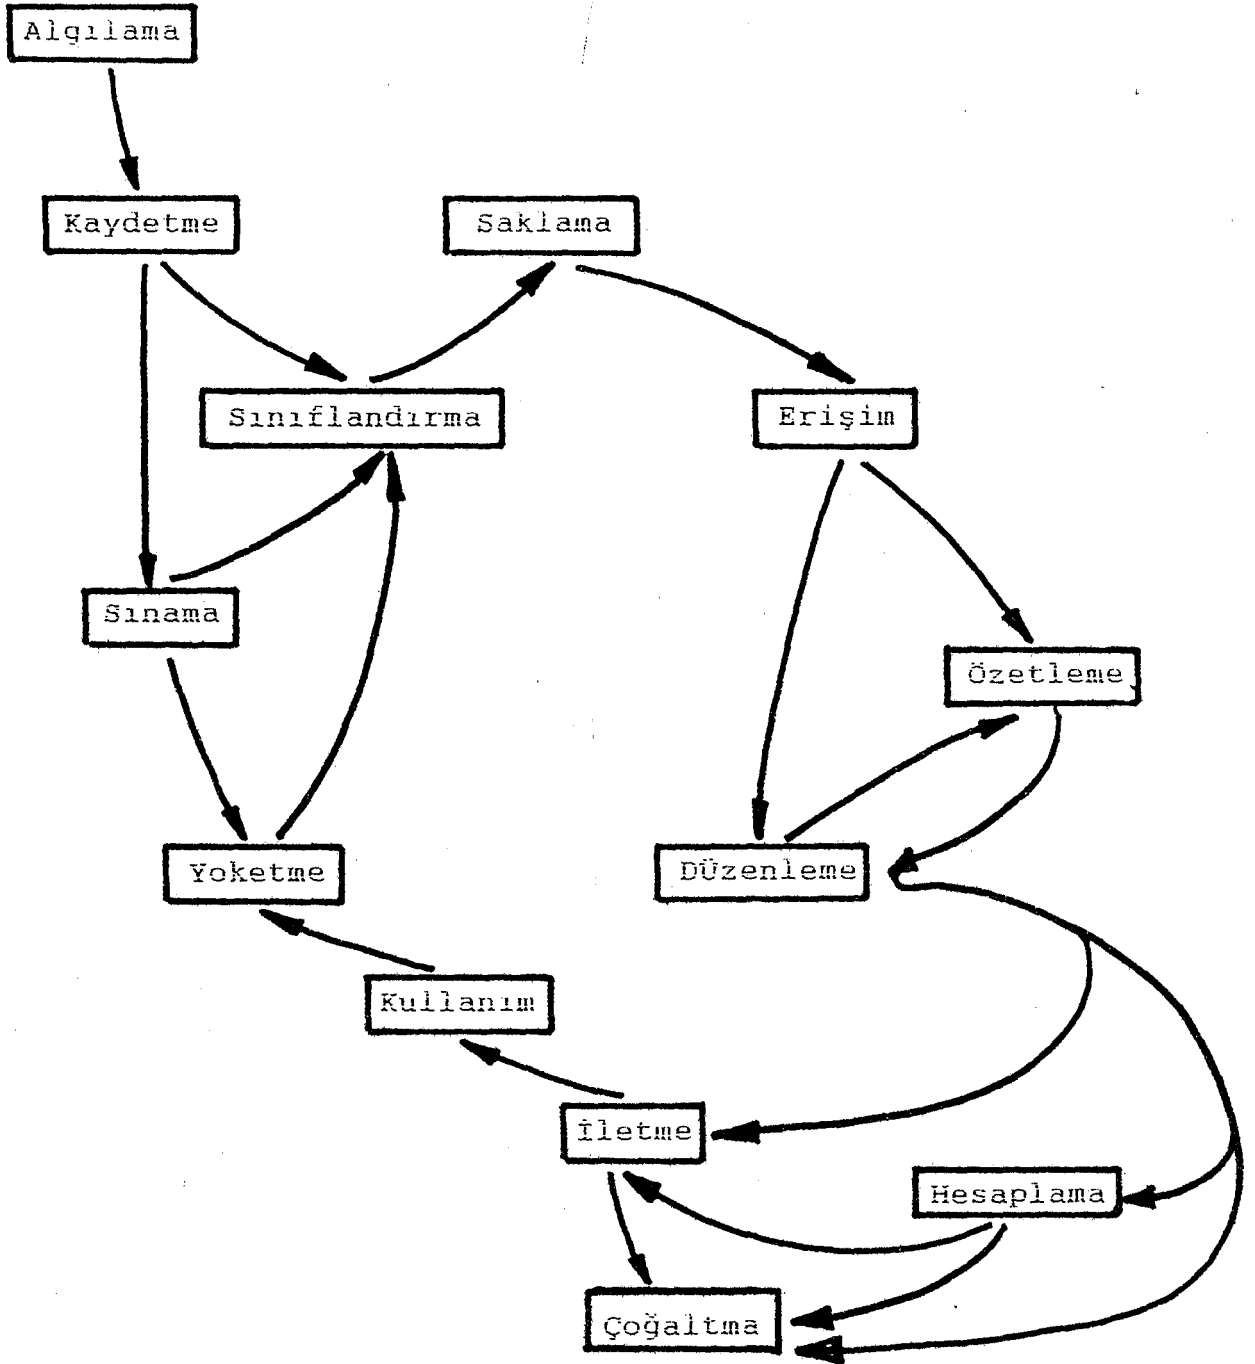 Algılama
Kaydetme
Saklama
Sınıflandırma
Erişim
Sınama
Özetleme
Yoketme
DÜzenleme
Kullanım
İletme
Hesaplama
Çoğaltma